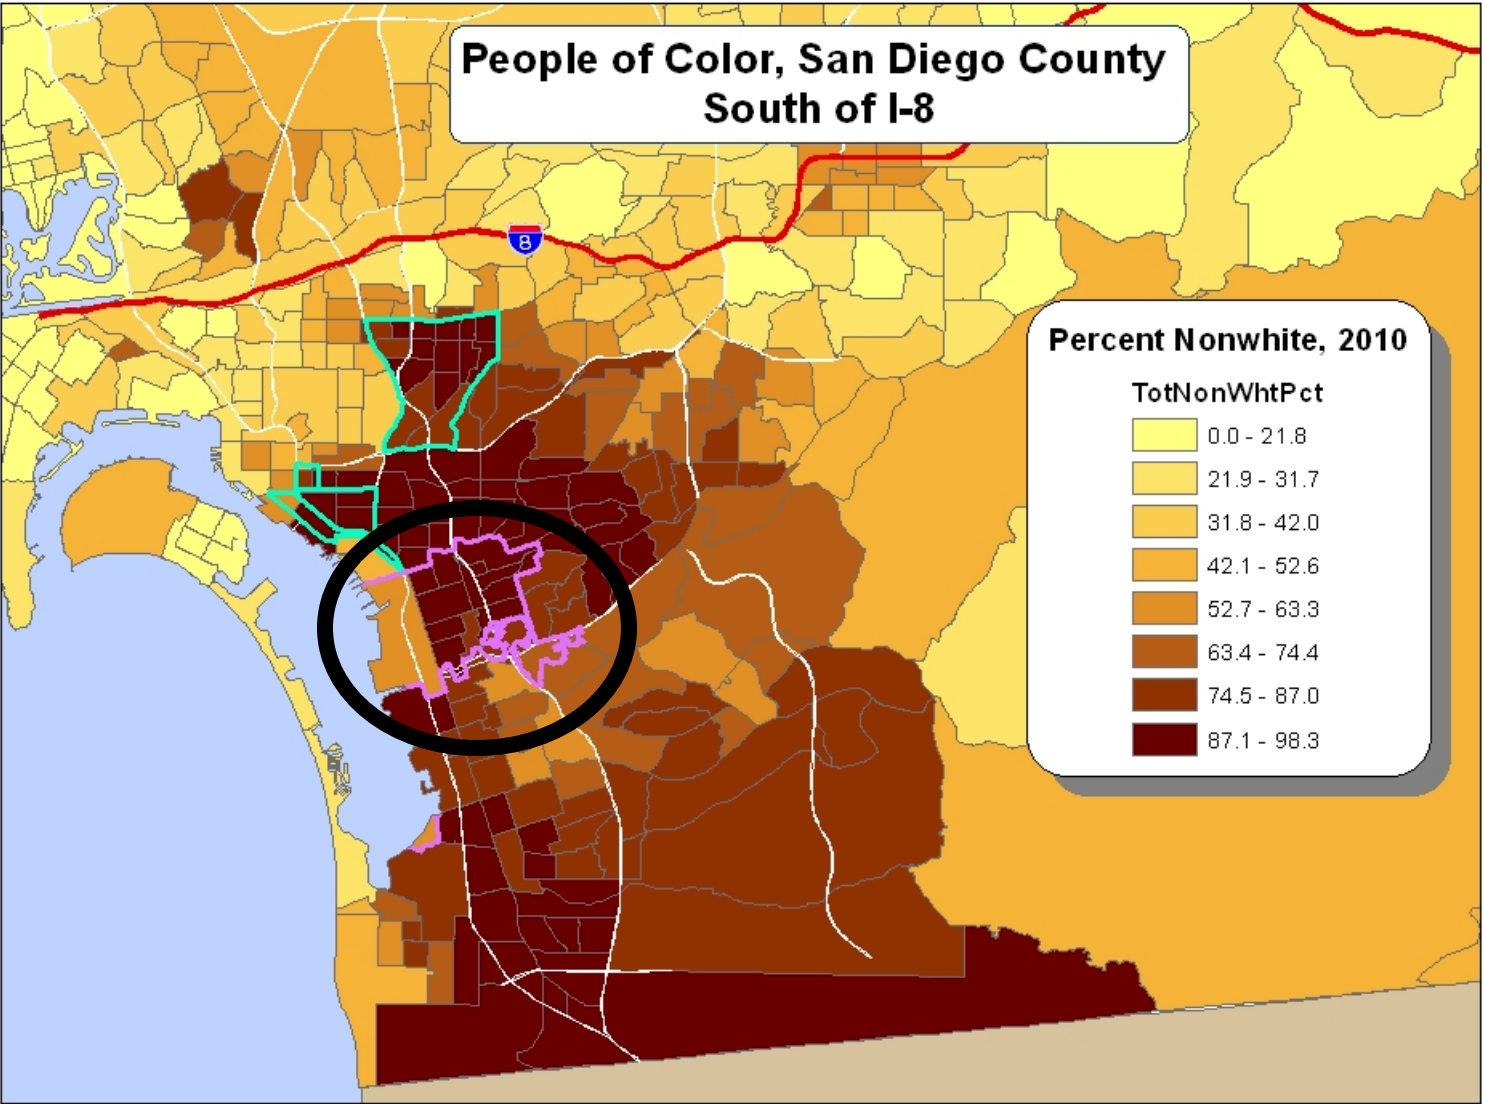 People of Color, San Diego County
South of I-8
8
Percent Nonwhite, 2010
TotNonWhtPct
0.0 - 21.8
21.9 - 31.7
31.8 - 42.0
42.1 - 52.6
52.7 - 63.3
63.4 - 74.4
74.5 - 87.0
87.1 - 98.3